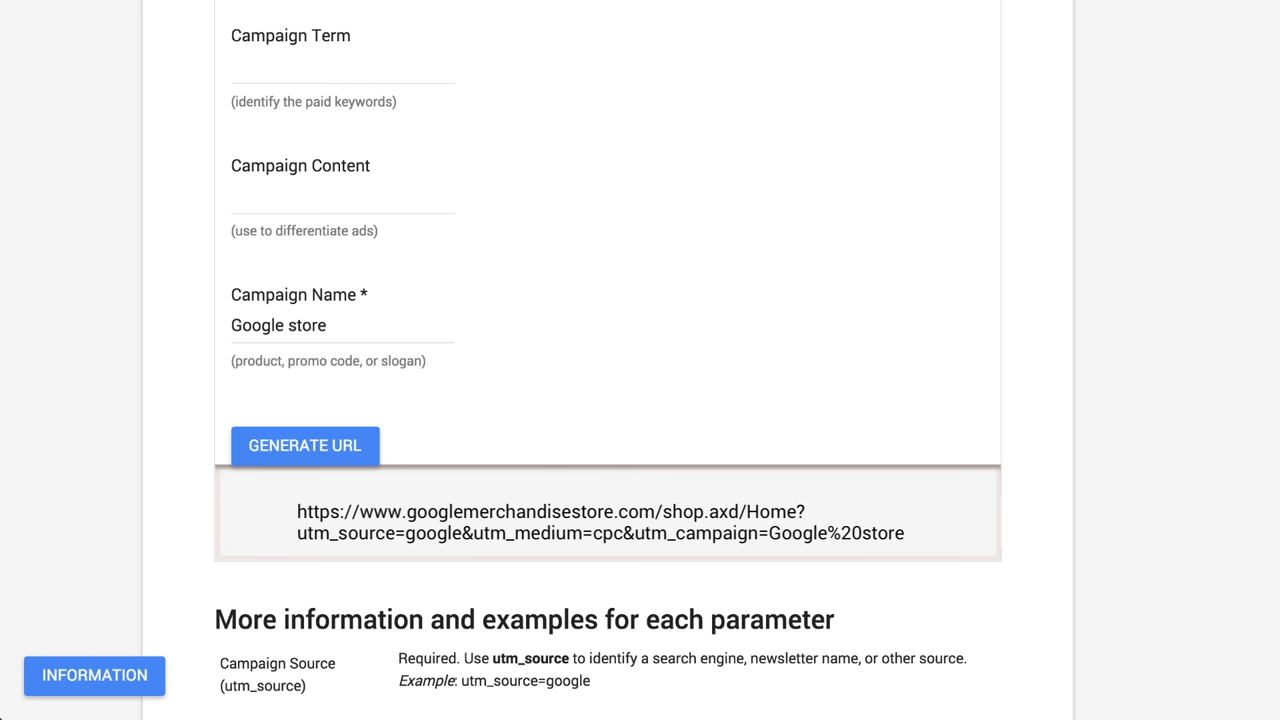 Campaign Term
(identify the paid keywords)
Campaign Content
(use to differentiate ads)
Campaign Name *
Google store
(product, promo code, or slogan)
GENERATE URL
https://www.googlemerchandisestore.com/shop.axd/Home?
utm_source=google&utm_medium=cpc&utm_campaign=Google%20store
More information and examples for each parameter
Campaign Source
(utm_source)
Required. Use utm_source to identify a search engine, newsletter name, or other source.
Example: utm_source=google
INFORMATION